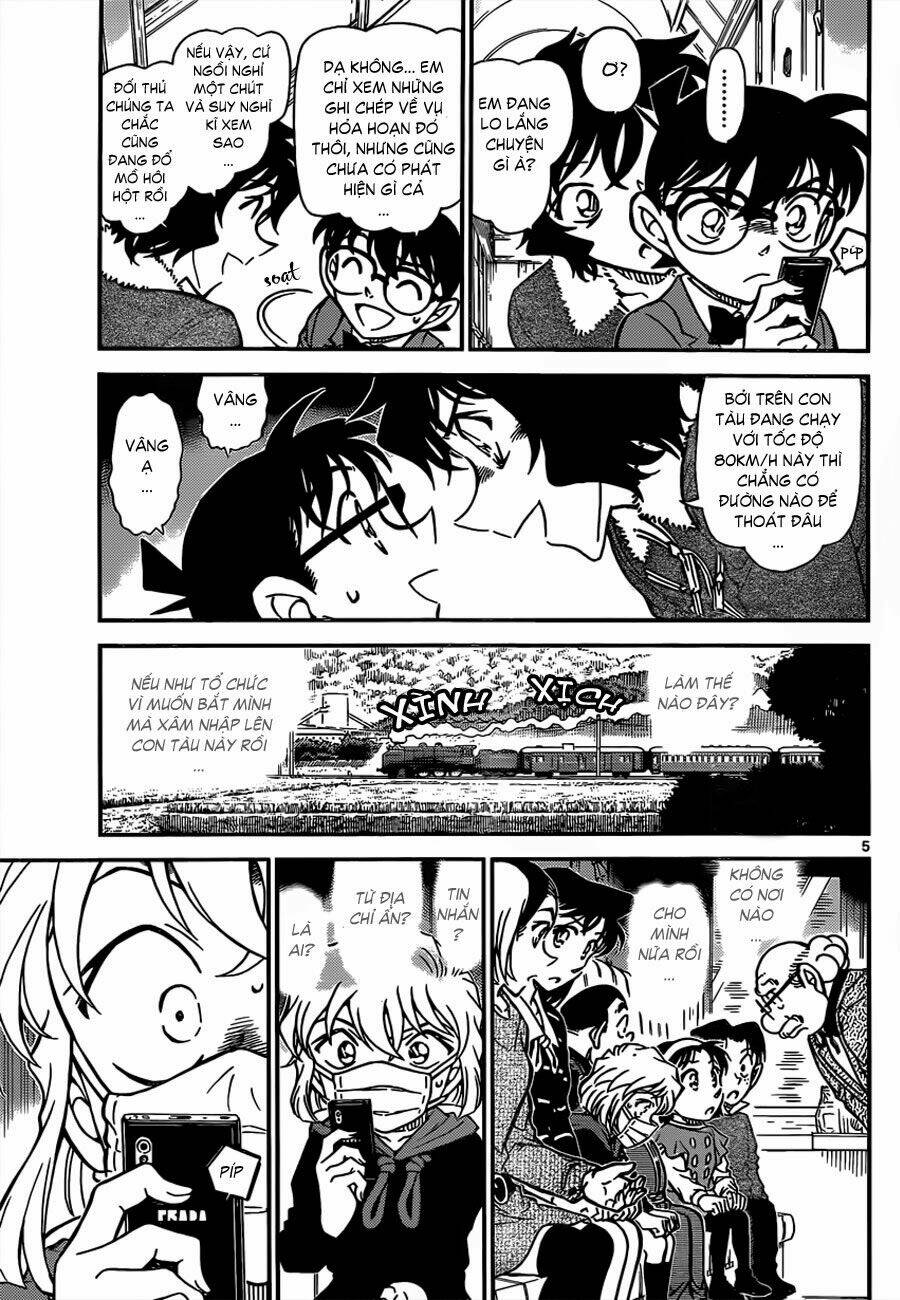 .........
Ơ?
EM ĐANG
LO LẮNG
CHUYỆN
GÌ À?
PÍP
DẠ KHÔNG... EM
CHỈ XEM NHỮNG
GHI CHÉP VỀ VỤ
HỎA HOẠN ĐÓ
THÔI, NHƯNG CŨNG
CHƯA CÓ PHÁT
HIỆN GÌ CẢ
...
SOẠT
NẾU VẬY, CỨ
NGỒI NGHỈ
MỘT CHÚT
VÀ SUY NGHĨ
KĨ XEM
SAO
...
ĐỐI THỦ
CHÚNG TA
CHẮC
CŨNG
ĐANG ĐỔ
MỒ HÔI
HỘT RỒI
...
BỞI TRÊN CON
TÀU ĐANG CHẠY
VỚI TỐC ĐỘ
80KM/H NÀY THÌ
CHẲNG CÓ
ĐƯỜNG NÀO ĐỂ
THOÁT ĐÂU
...
VÂNG
...
VÂNG
Ạ
...
LÀM THẾ
NÀO ĐÂY?
XÌNH XỊCH
NẾU NHƯ TỔ CHỨC
VÌ MUỐN BẮT MÌNH
MÀ XÂM NHẬP LÊN
CON TÀU NÀY RỒI
...
5
KHÔNG
CÓ NƠI
NÀO
...
CHO
MÌNH
NỮA RỒI
...
TIN
NHẮN
?
TỪ ĐỊA
CHỈ ẨN?
LÀ
AI?
PÍP
PRADA